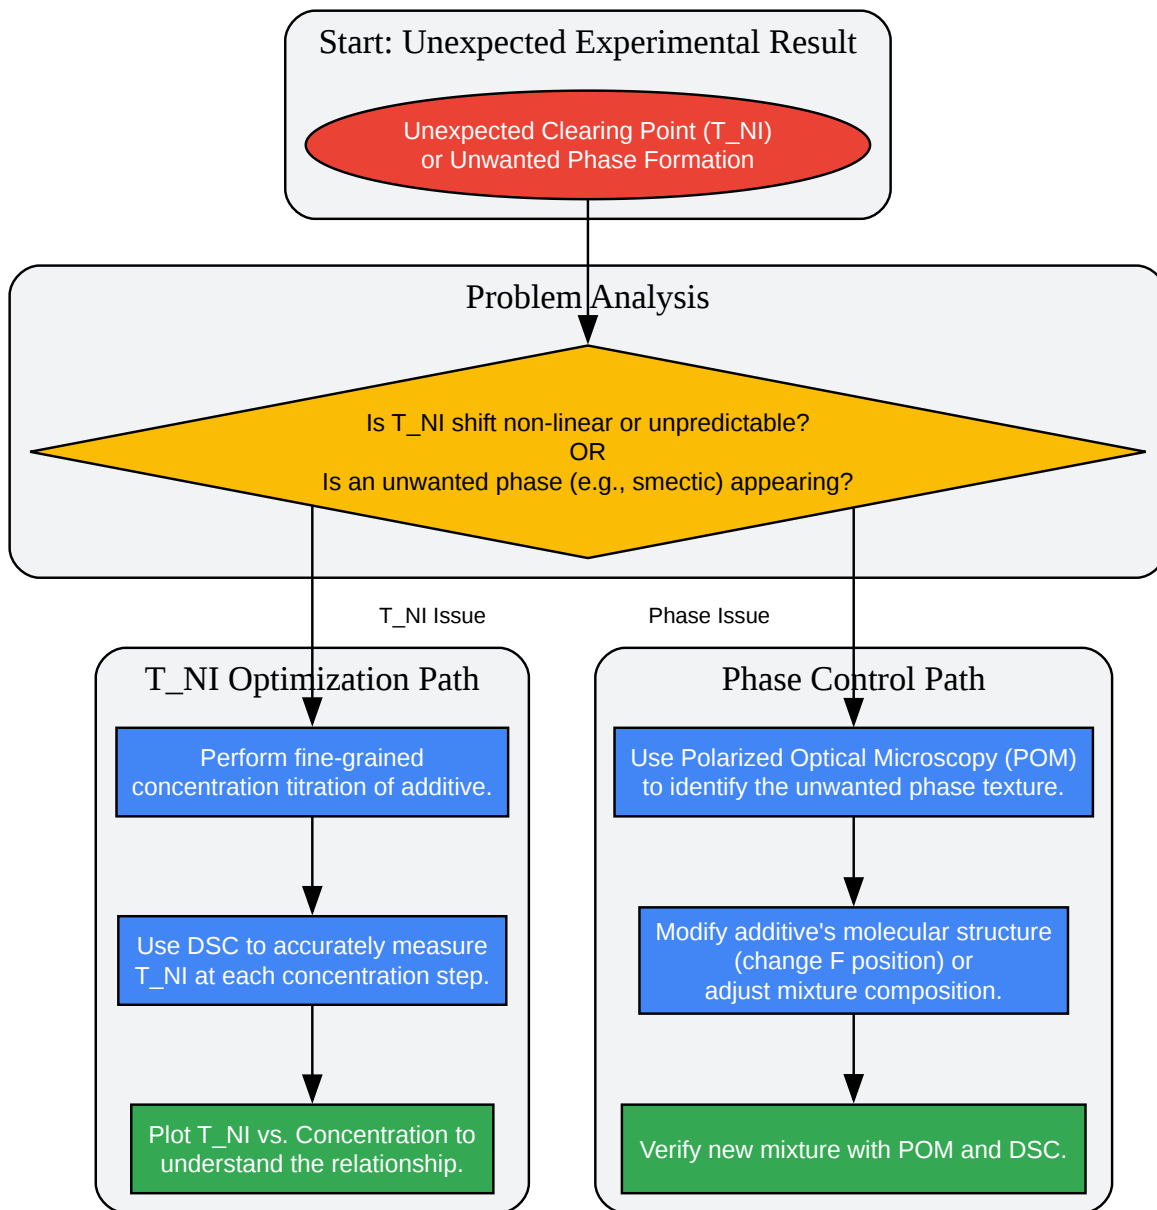 Start: Unexpected Experimental Result
Unexpected Clearing Point (T_NI)
or Unwanted Phase Formation
Problem Analysis
Is T_NI shift non-linear or unpredictable?
OR
Is an unwanted phase (e.g., smectic) appearing?
T_NI Issue
Phase Issue
T_NI Optimization Path
Perform fine-grained
concentration titration of additive.
Use DSC to accurately measure
T_NI at each concentration step.
Plot T_NI vs. Concentration to
understand the relationship.
Phase Control Path
Use Polarized Optical Microscopy (POM)
to identify the unwanted phase texture.
Modify additive's molecular structure
(change F position) or
adjust mixture composition.
Verify new mixture with POM and DSC.